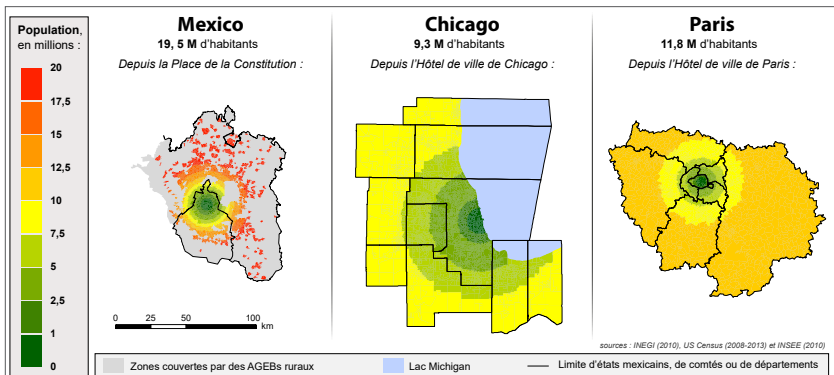 Population,
en millions :
20
17,5
15
12,5
10
7,5
5
2,5
1
0
Mexico
19, 5 M d'habitants
Depuis la Place de la Constitution :
0 25 50 100
km
Chicago
9,3 M d'habitants
Depuis l'Hôtel de ville de Chicago :
Paris
11,8 M d'habitants
Depuis l'Hôtel de ville de Paris :
sources : INEGI (2010), US Census (2008-2013) et INSEE (2010)
Zones couvertes par des AGEBs ruraux
Lac Michigan
Limite d'états mexicains, de comtés ou de départements